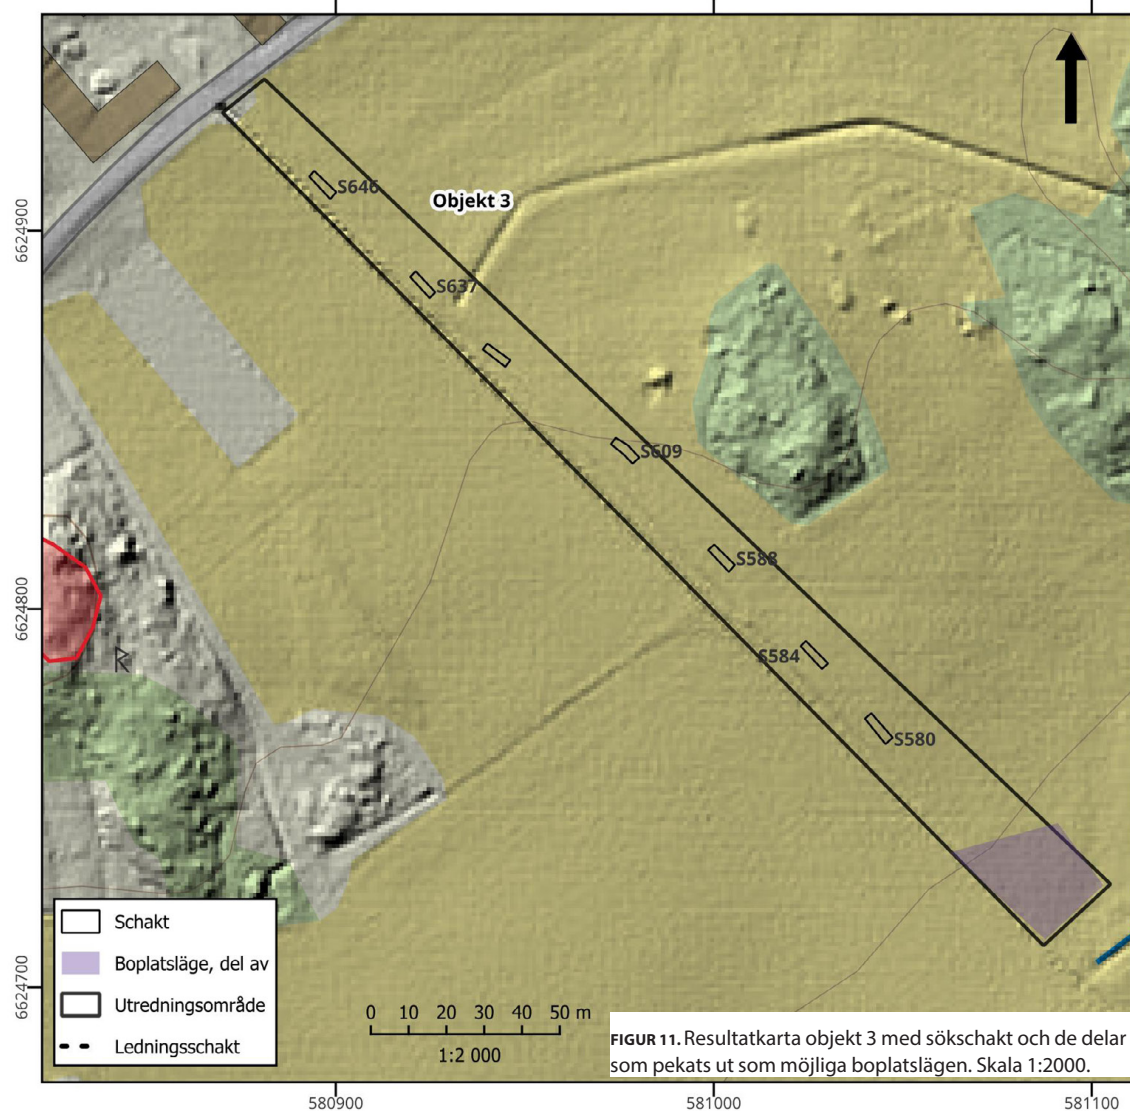 S646
Objekt 3
6624900
S637
S609
S588
6624800
S584
S580
Schakt
Boplatsläge, del av
Utredningsområde
Ledningsschakt
6624700
0 10 20 30 40 50 m
1:2 000
FIGUR 11. Resultatkarta objekt 3 med sökschakt och de delar
som pekats ut som möjliga boplatslägen. Skala 1:2000.
580900
581000
581100